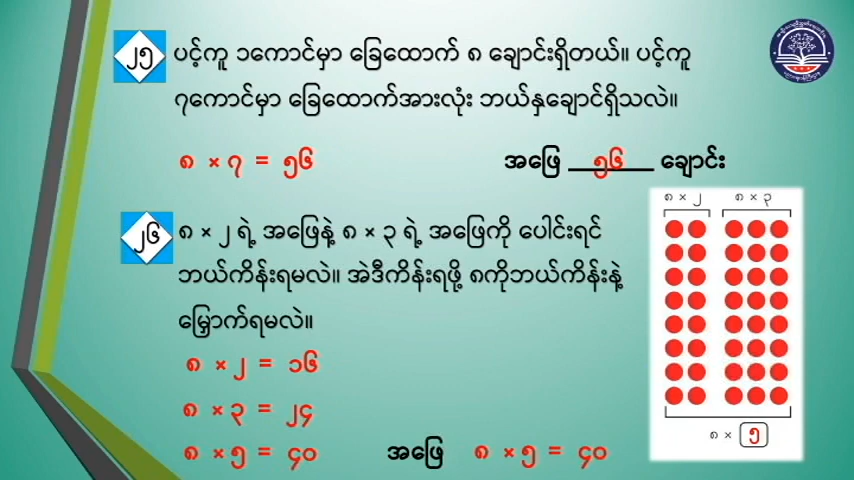 ၂၅ ပင့်ကူ ၁ကောင်မှာ ခြေထောက် ၈ ချောင်းရှိတယ်။ ပင့်ကူ
၇ကောင်မှာ ခြေထောက်အားလုံး ဘယ်နှချောင်ရှိသလဲ။
၈ × ၇ = ၅၆ အဖြေ ၅၆ ချောင်း
၂၆ ၈ × ၂ ရဲ့ အဖြေနဲ့ ၈ × ၃ ရဲ့ အဖြေကို ပေါင်းရင်
ဘယ်ကိန်းရမလဲ။ အဲဒီကိန်းရဖို့ ၈ကိုဘယ်ကိန်းနဲ့
မြှောက်ရမလဲ။
၈ × ၂ = ၁၆
၈ × ၃ = ၂၄
၈ × ၅ = ၄၀ အဖြေ ၈ × ၅ = ၄၀
၈ × ၂ ၈ × ၃
၈ × ၅